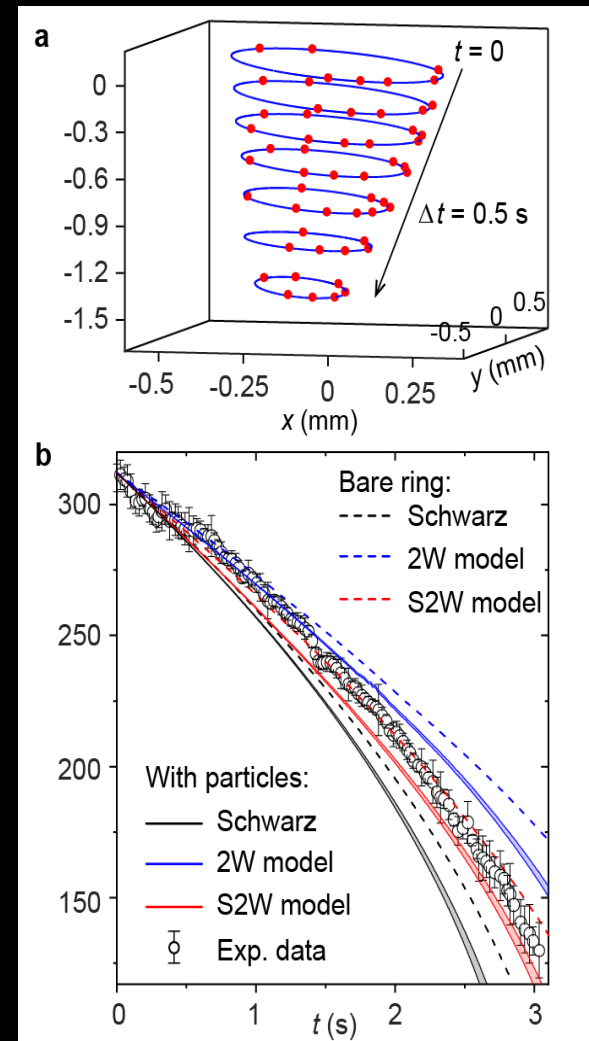 a
t = 0
0
-0.3
-0.6
-0.9
-1.2
-1.5
Δt = 0.5 s
-0.5 0 0.5
y (mm)
-0.5 -0.25 0 0.25
x (mm)
b
300
250
200
150
Bare ring:
Schwarz
2W model
S2W model
With particles:
Schwarz
2W model
S2W model
Exp. data
0 1 2 3
t (s)